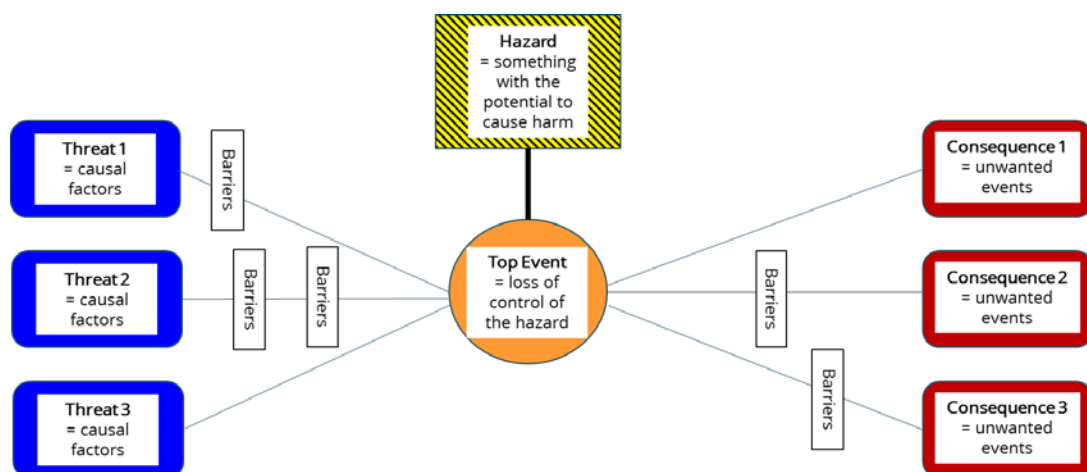 Hazard
= something
with the
potential to
cause harm
Threat 1
= causal
factors
Barriers
Consequence 1
= unwanted
events
Threat 2
= causal
factors
Barriers
Barriers
Top Event
= loss of
control of
the hazard
Barriers
Consequence 2
= unwanted
events
Threat 3
= causal
factors
Barriers
Consequence 3
= unwanted
events